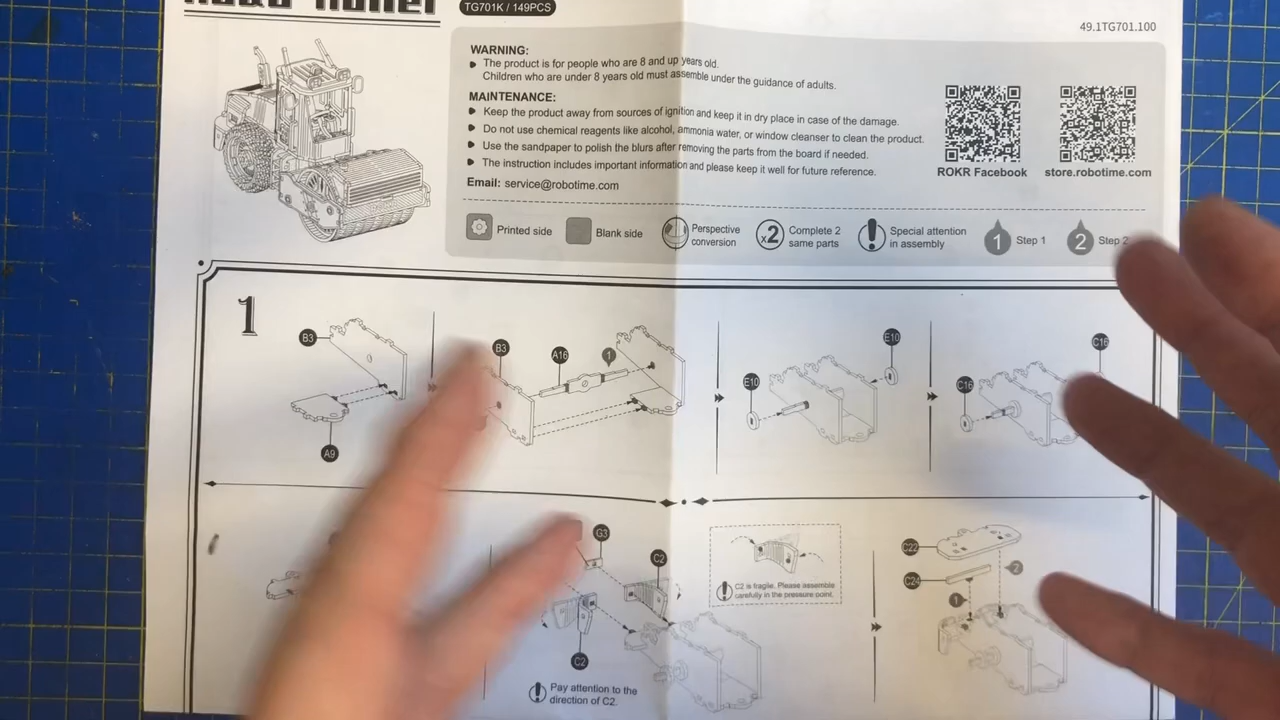 Road Roller
TG701K / 149PCS
49.1TG701.100
WARNING:
The product is for people who are 8 and up years old.
Children who are under 8 years old must assemble under the guidance of adults.
MAINTENANCE:
Keep the product away from sources of ignition and keep it in dry place in case of the damage.
Do not use chemical reagents like alcohol, ammonia water, or window cleanser to clean the product.
Use the sandpaper to polish the blurs after removing the parts from the board if needed.
The instruction includes important information and please keep it well for future reference.
Email: service@robotime.com
ROKR Facebook
store.robotime.com
Printed side
Blank side
Perspective
conversion
x2
Complete 2
same parts
Special attention
in assembly
1
Step 1
2
Step 2
1
B3
A9
B3
A16
1
E10
E10
C16
C16
G3
C2
C2
Pay attention to the
direction of C2.
C2 is fragile. Please assemble
carefully in the pressure point.
C22
C24
1
2